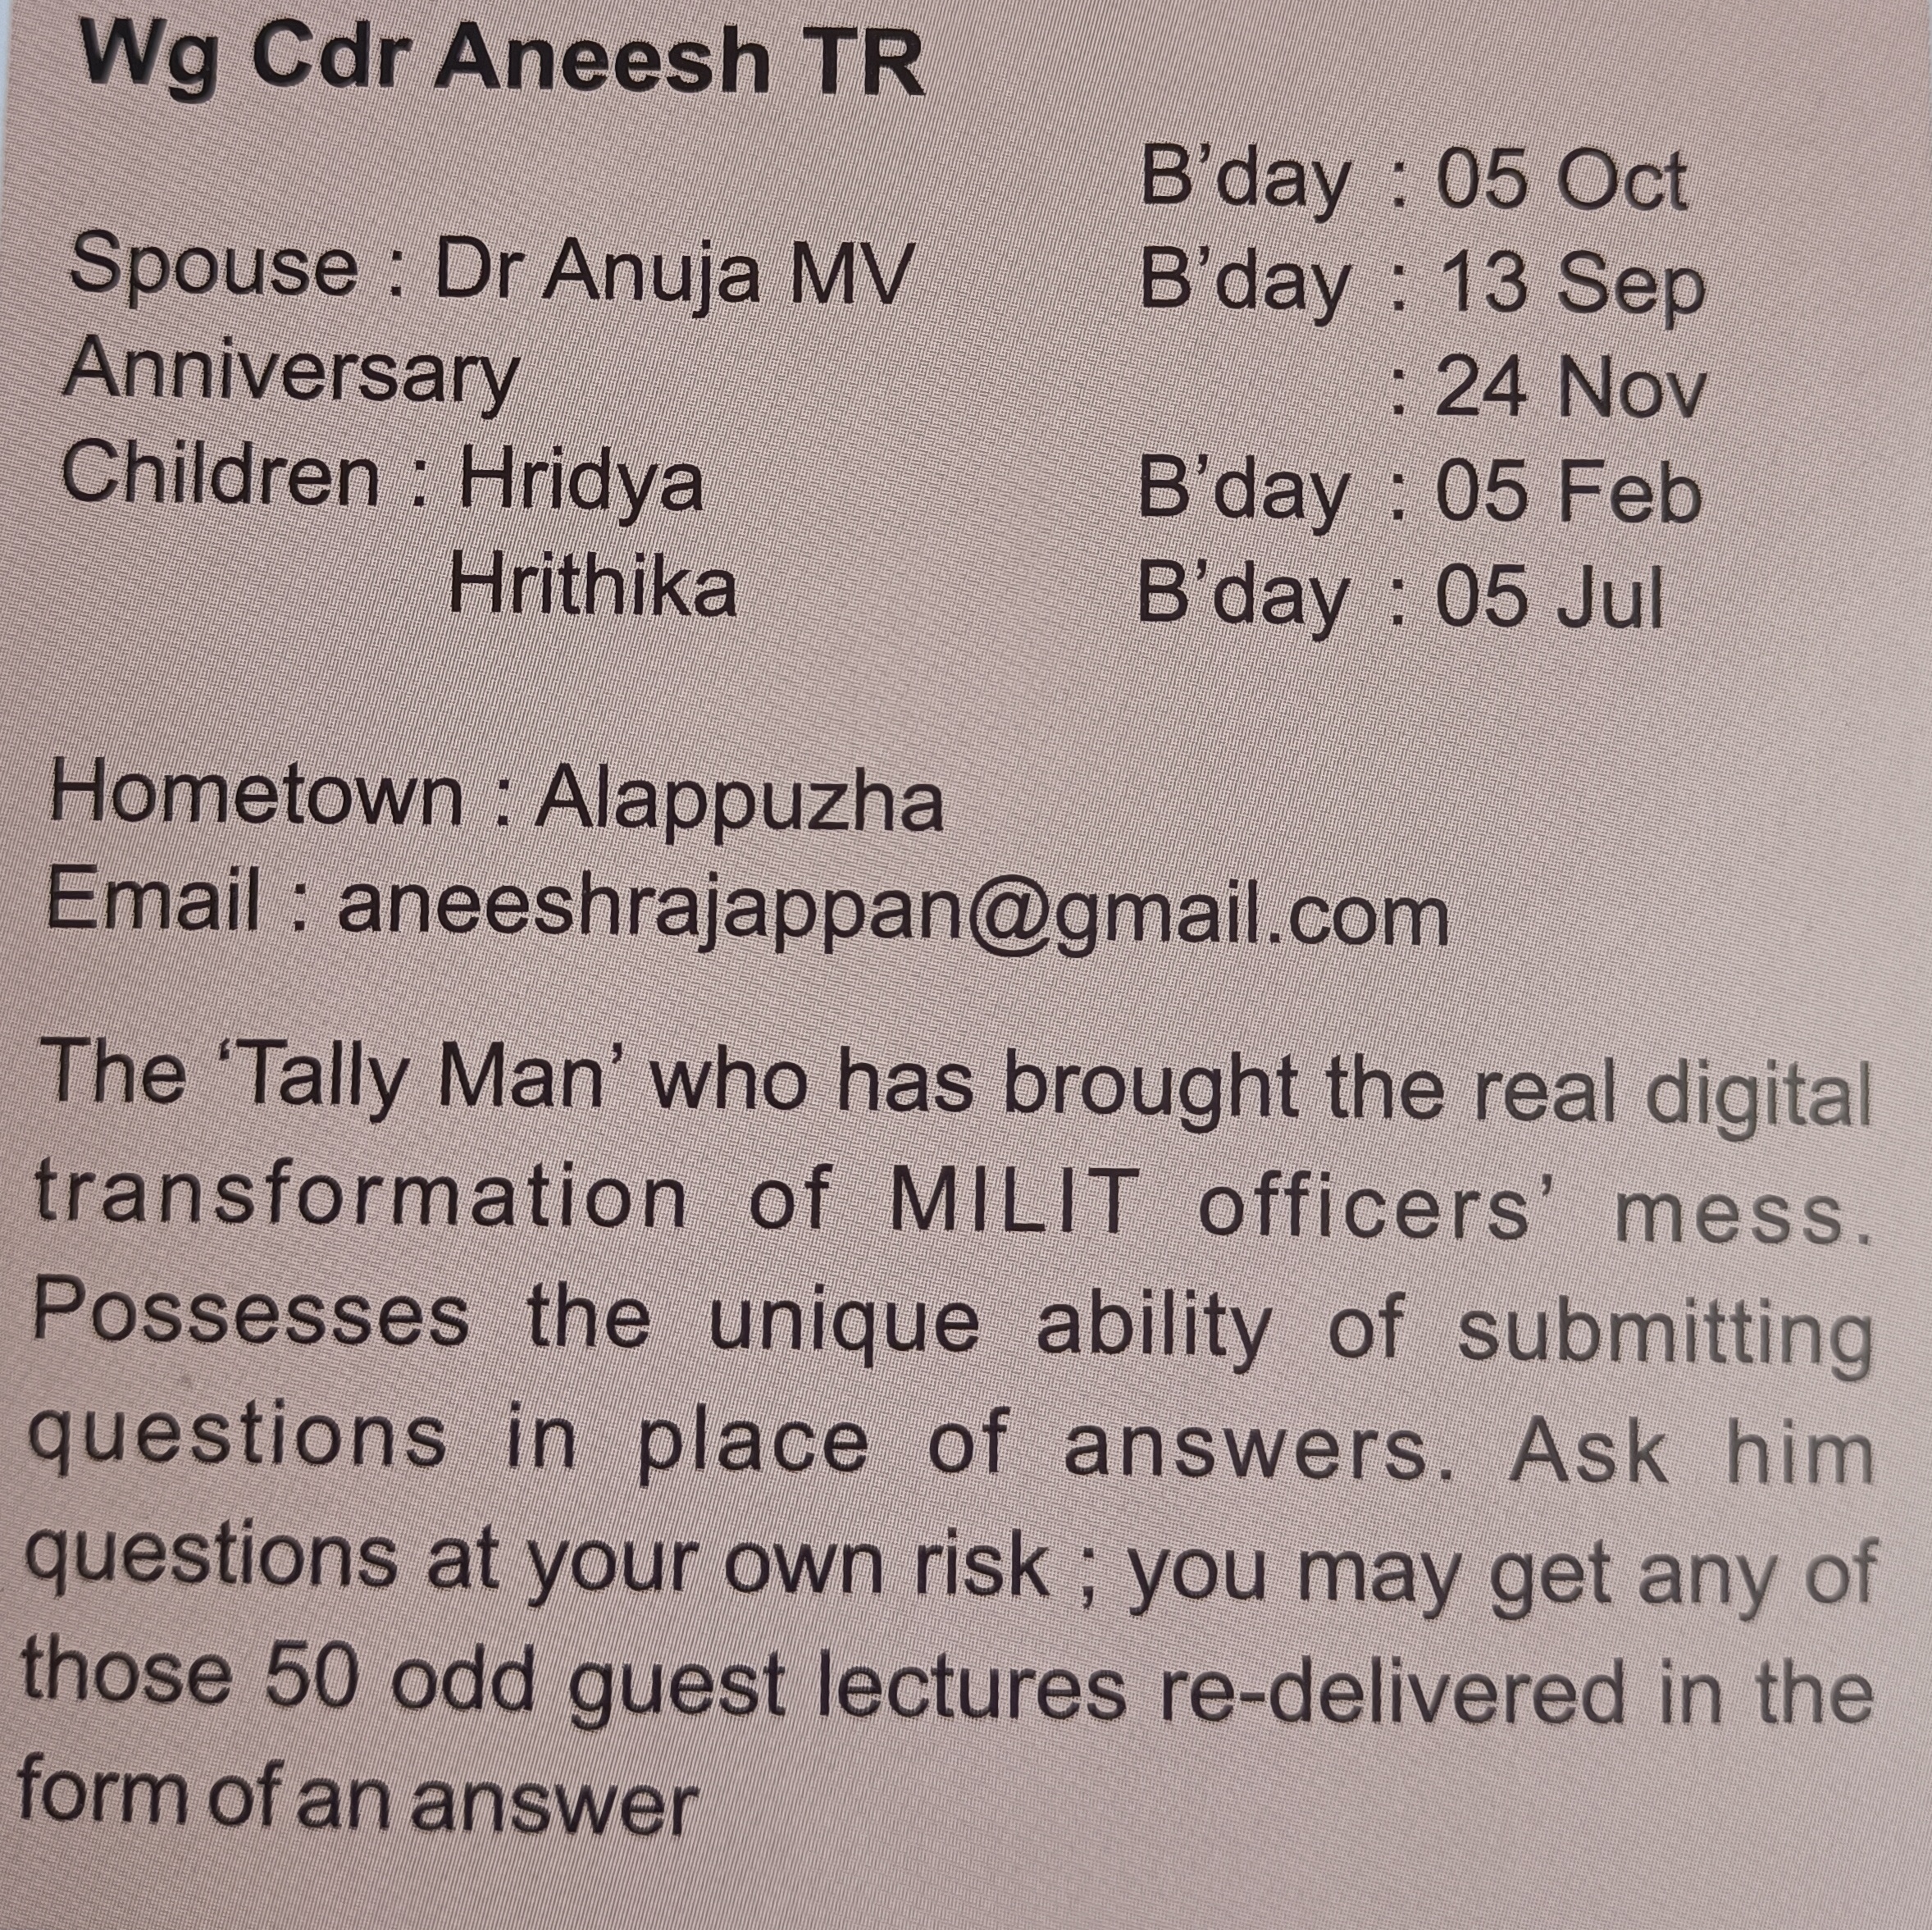 Wg Cdr Aneesh TR
B’day : 05 Oct
Spouse : Dr Anuja MV B’day : 13 Sep
Anniversary : 24 Nov
Children : Hridya B’day : 05 Feb
Hrithika B’day : 05 Jul
Hometown : Alappuzha
Email : aneeshrajappan@gmail.com
The ‘Tally Man’ who has brought the real digital
transformation of MILIT officers’ mess.
Possesses the unique ability of submitting
questions in place of answers. Ask him
questions at your own risk ; you may get any of
those 50 odd guest lectures re-delivered in the
form of an answer